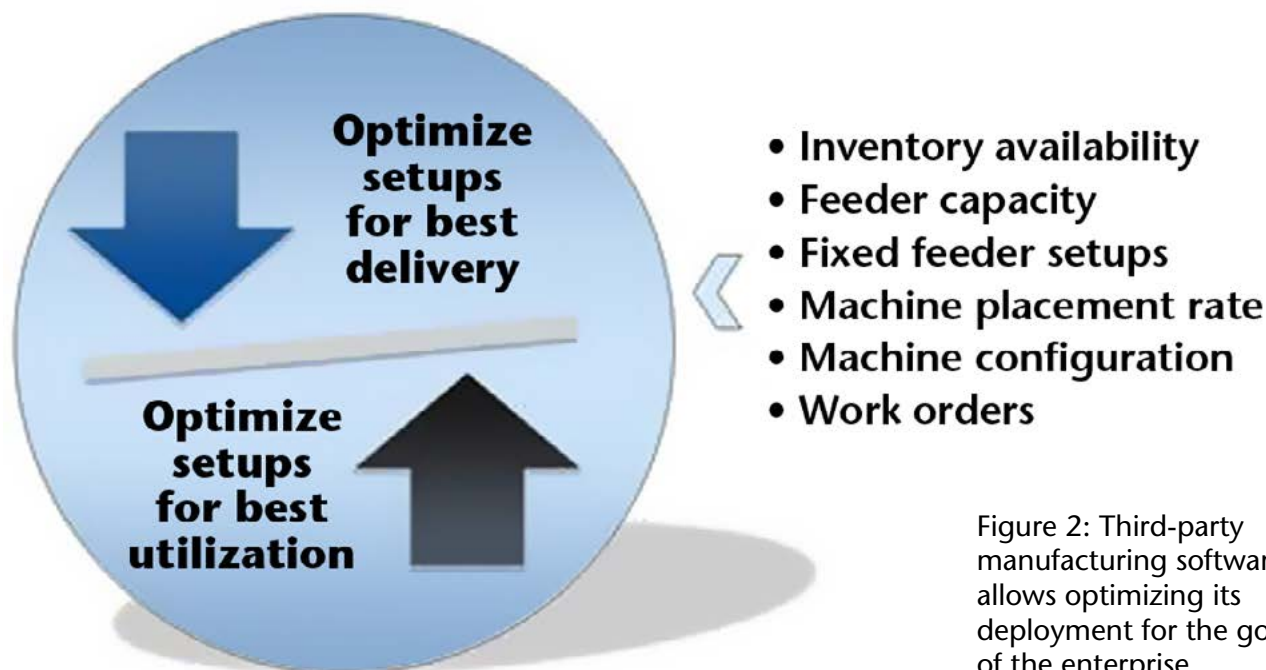 Optimize
setups
for best
delivery
Optimize
setups
for best
utilization
• Inventory availability
• Feeder capacity
• Fixed feeder setups
• Machine placement rate
• Machine configuration
• Work orders
Figure 2: Third-party
manufacturing
allows optimizing its
deployment for the
of the enterprise